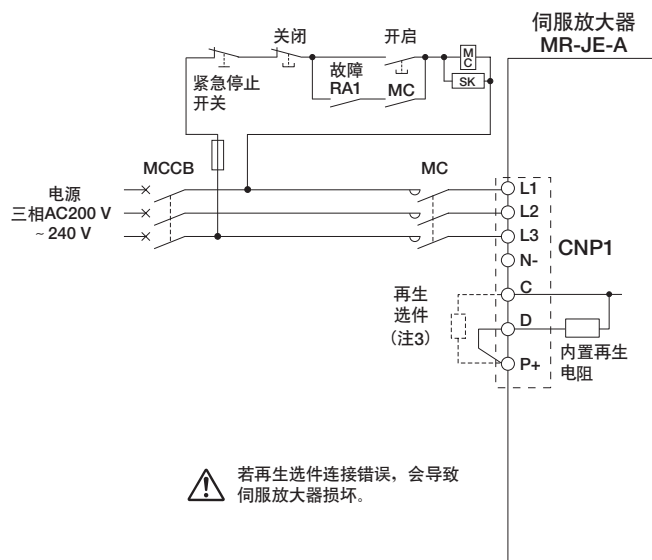 伺服放大器
MR-JE-A
关闭
开启
紧急停止
开关
故障
RA1
MC
M
C
SK
MCCB
MC
电源
三相AC200 V
~ 240 V
L1
L2
L3
N-
CNP1
C
D
P+
再生
选件
(注3)
内置再生
电阻
若再生选件连接错误，会导致
伺服放大器损坏。